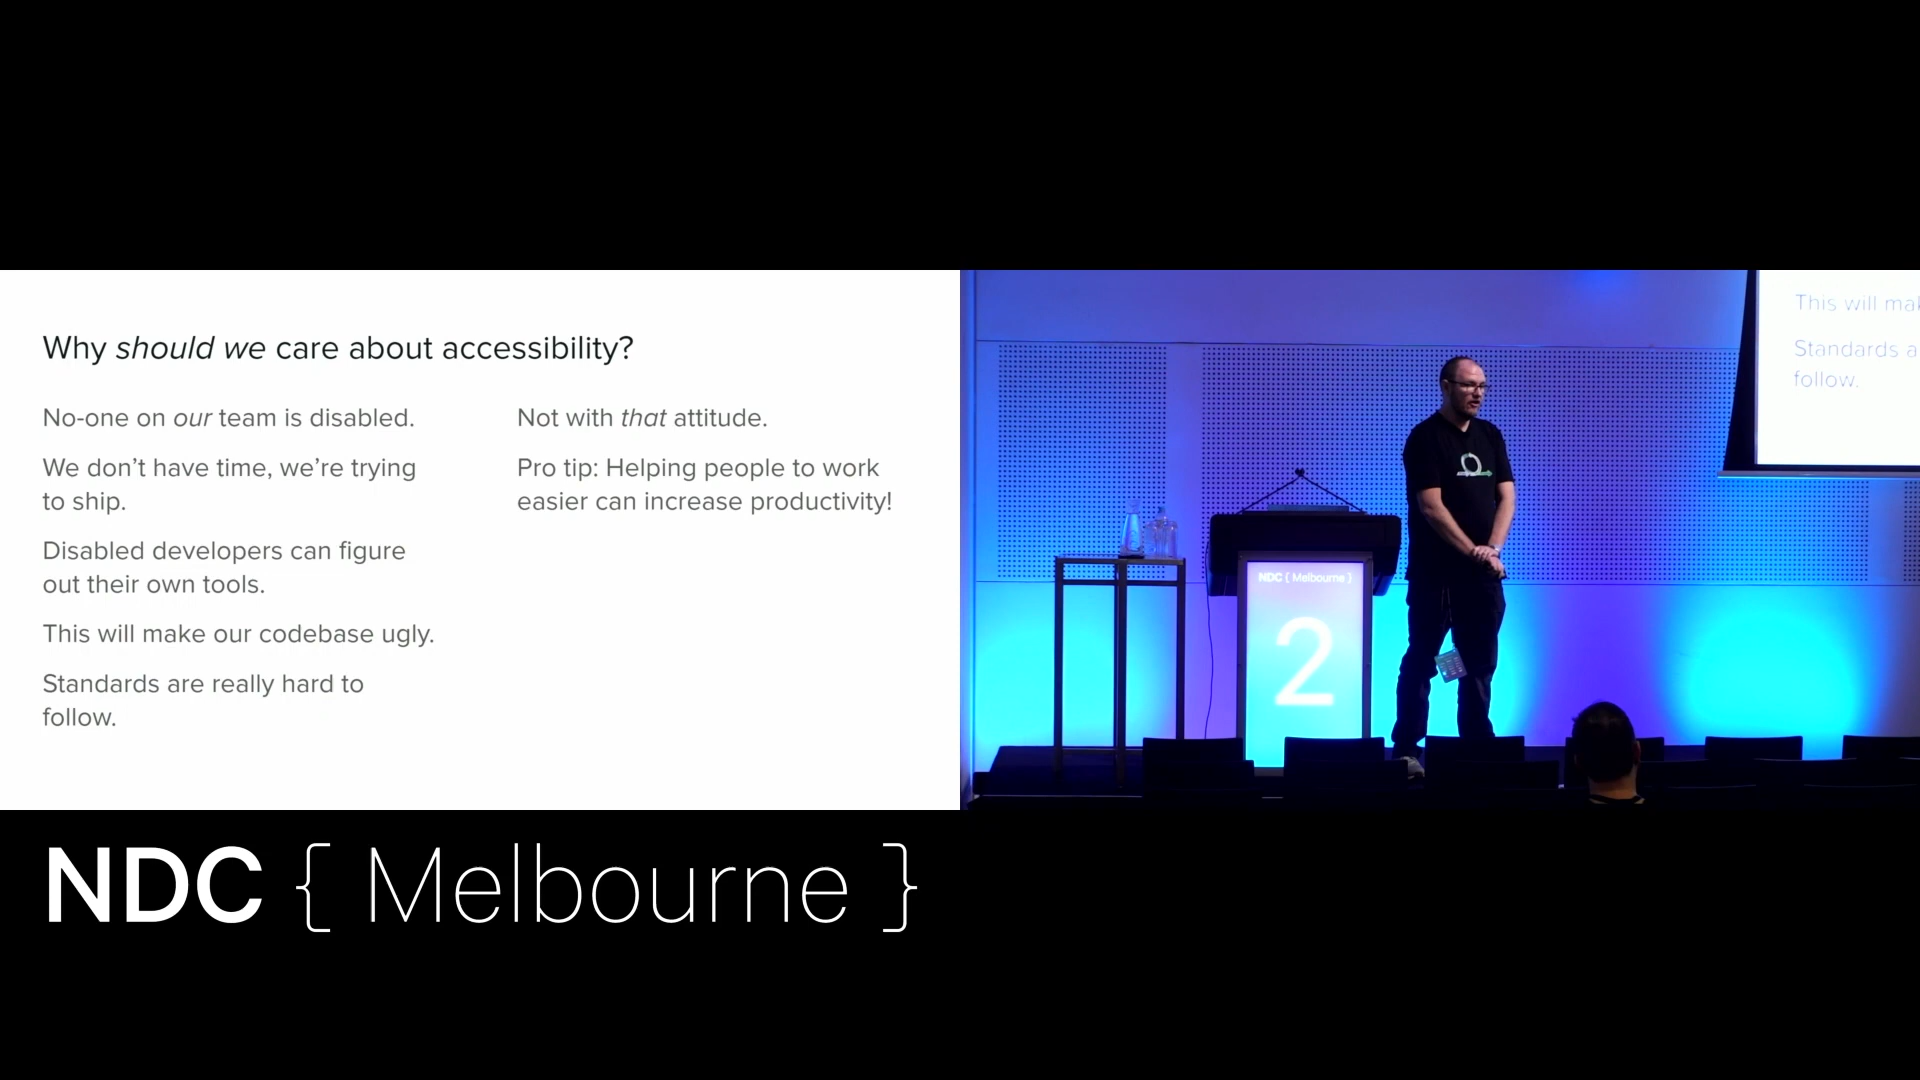 Why should we care about accessibility?
No-one on our team is disabled.
We don’t have time, we’re trying
to ship.
Disabled developers can figure
out their own tools.
This will make our codebase ugly.
Standards are really hard to
follow.
Not with that attitude.
Pro tip: Helping people to work
easier can increase productivity!
This will mak
Standards a
follow.
NDC { Melbourne }
2
NDC { Melbourne }